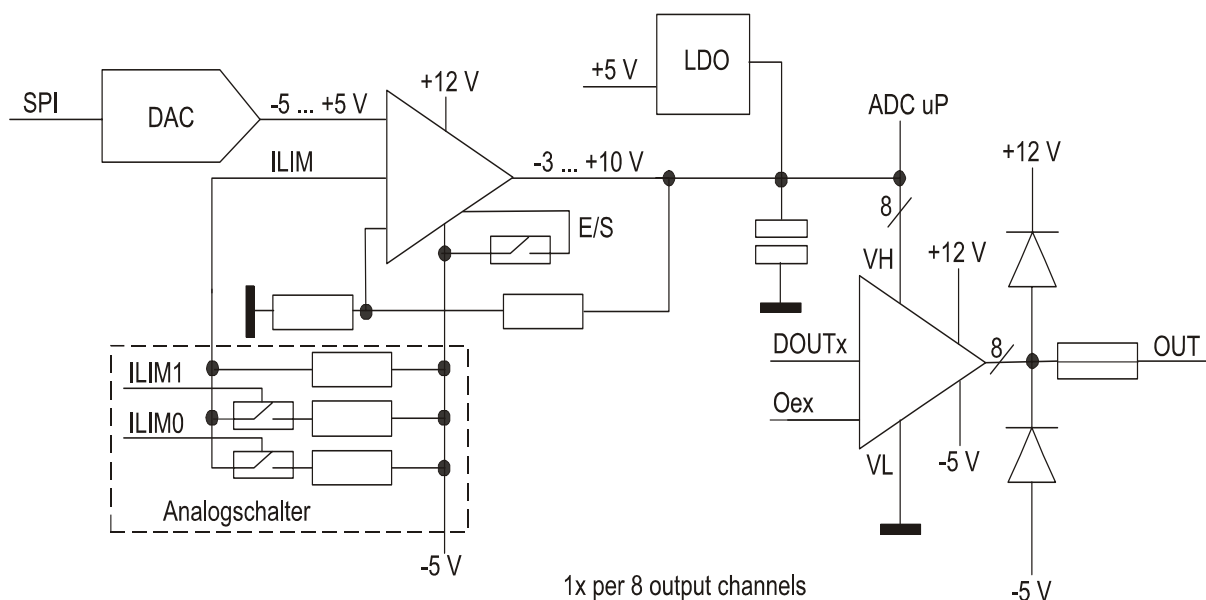 LDO
+5 V
+12 V
SPI
DAC
-5 ... +5 V
ADC uP
ILIM
-3 ... +10 V
+12 V
E/S
8
VH
+12 V
DOUTx
8
OUT
ILIM1
Oex
ILIM0
-5 V
VL
Analogschalter
-5 V
1x per 8 output channels
-5 V